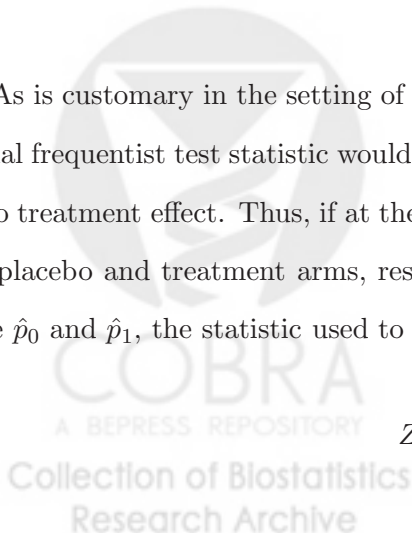 As is customary in the setting of
al frequentist test statistic would
o treatment effect. Thus, if at the
placebo and treatment arms, res
e p̂₀ and p̂₁, the statistic used to
COBRA
A BEPRESS REPOSITORY
Z
Collection of Biostatistics
Research Archive